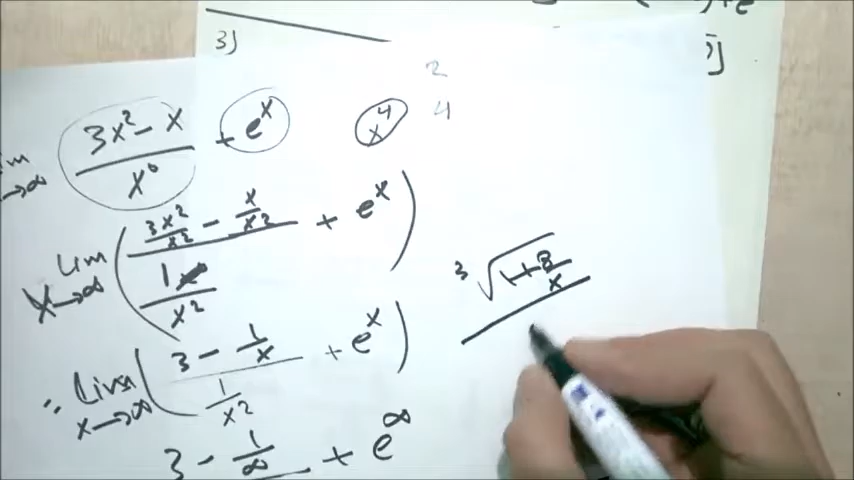 3)
2
4
lim x→∞ (3x² - x)/x⁰ + eˣ
x⁴
lim x→∞ ((3x²/x² - x/x²)/(1/x²) + eˣ)
∛(1+8/x)
∴ lim x→∞ ((3 - 1/x)/(1/x²) + eˣ)
3 - 1/∞ + e^∞